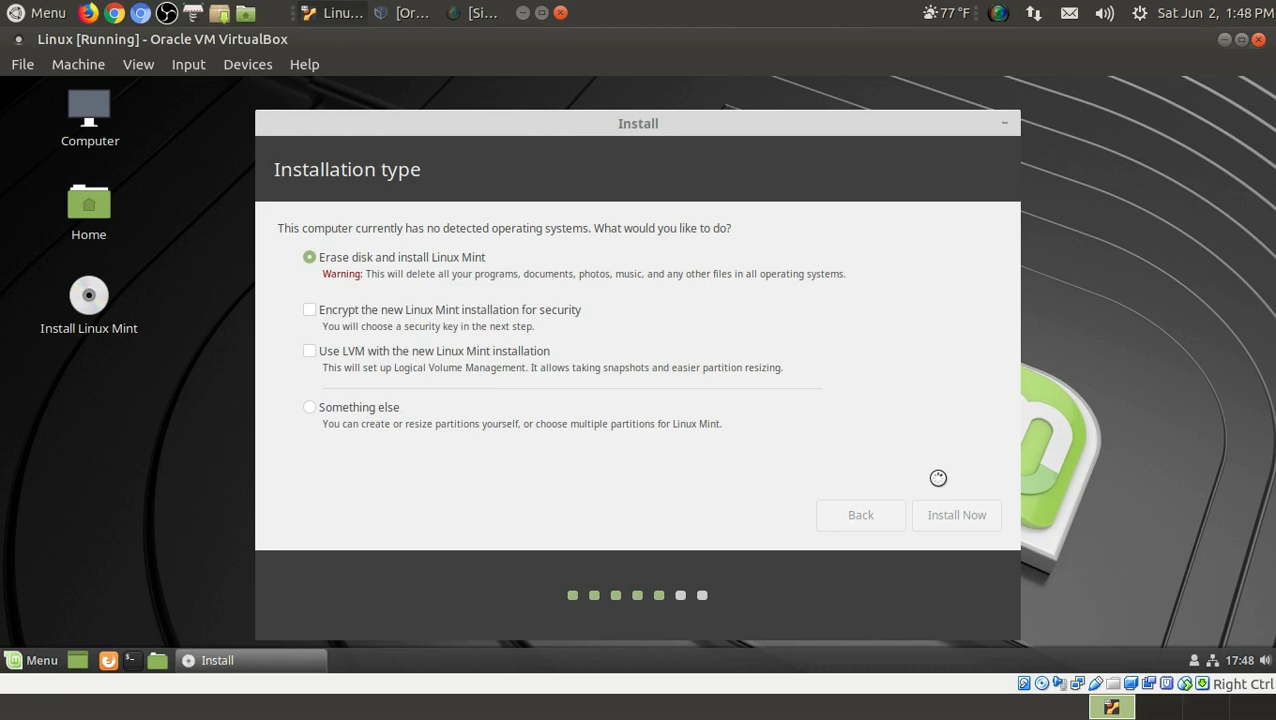 Menu
Linu...
[Or...
[Si...
77 °F
Sat Jun 2, 1:48 PM
Linux [Running] - Oracle VM VirtualBox
File Machine View Input Devices Help
Computer
Home
Install Linux Mint
Install
Installation type
This computer currently has no detected operating systems. What would you like to do?
Erase disk and install Linux Mint
Warning: This will delete all your programs, documents, photos, music, and any other files in all operating systems.
Encrypt the new Linux Mint installation for security
You will choose a security key in the next step.
Use LVM with the new Linux Mint installation
This will set up Logical Volume Management. It allows taking snapshots and easier partition resizing.
Something else
You can create or resize partitions yourself, or choose multiple partitions for Linux Mint.
Back
Install Now
Menu
Install
17:48
Right Ctrl